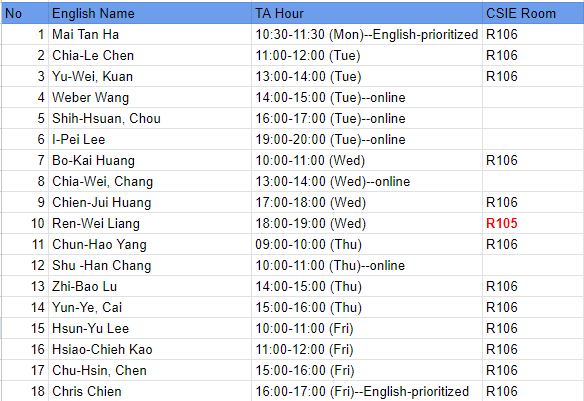 No English Name TA Hour CSIE Room
1 Mai Tan Ha 10:30-11:30 (Mon)--English-prioritized R106
2 Chia-Le Chen 11:00-12:00 (Tue) R106
3 Yu-Wei, Kuan 13:00-14:00 (Tue) R106
4 Weber Wang 14:00-15:00 (Tue)--online
5 Shih-Hsuan, Chou 16:00-17:00 (Tue)--online
6 I-Pei Lee 19:00-20:00 (Tue)--online
7 Bo-Kai Huang 10:00-11:00 (Wed) R106
8 Chia-Wei, Chang 13:00-14:00 (Wed)--online
9 Chien-Jui Huang 17:00-18:00 (Wed) R106
10 Ren-Wei Liang 18:00-19:00 (Wed) R105
11 Chun-Hao Yang 09:00-10:00 (Thu) R106
12 Shu -Han Chang 10:00-11:00 (Thu)--online
13 Zhi-Bao Lu 14:00-15:00 (Thu) R106
14 Yun-Ye, Cai 15:00-16:00 (Thu) R106
15 Hsun-Yu Lee 10:00-11:00 (Fri) R106
16 Hsiao-Chieh Kao 11:00-12:00 (Fri) R106
17 Chu-Hsin, Chen 15:00-16:00 (Fri) R106
18 Chris Chien 16:00-17:00 (Fri)--English-prioritized R106